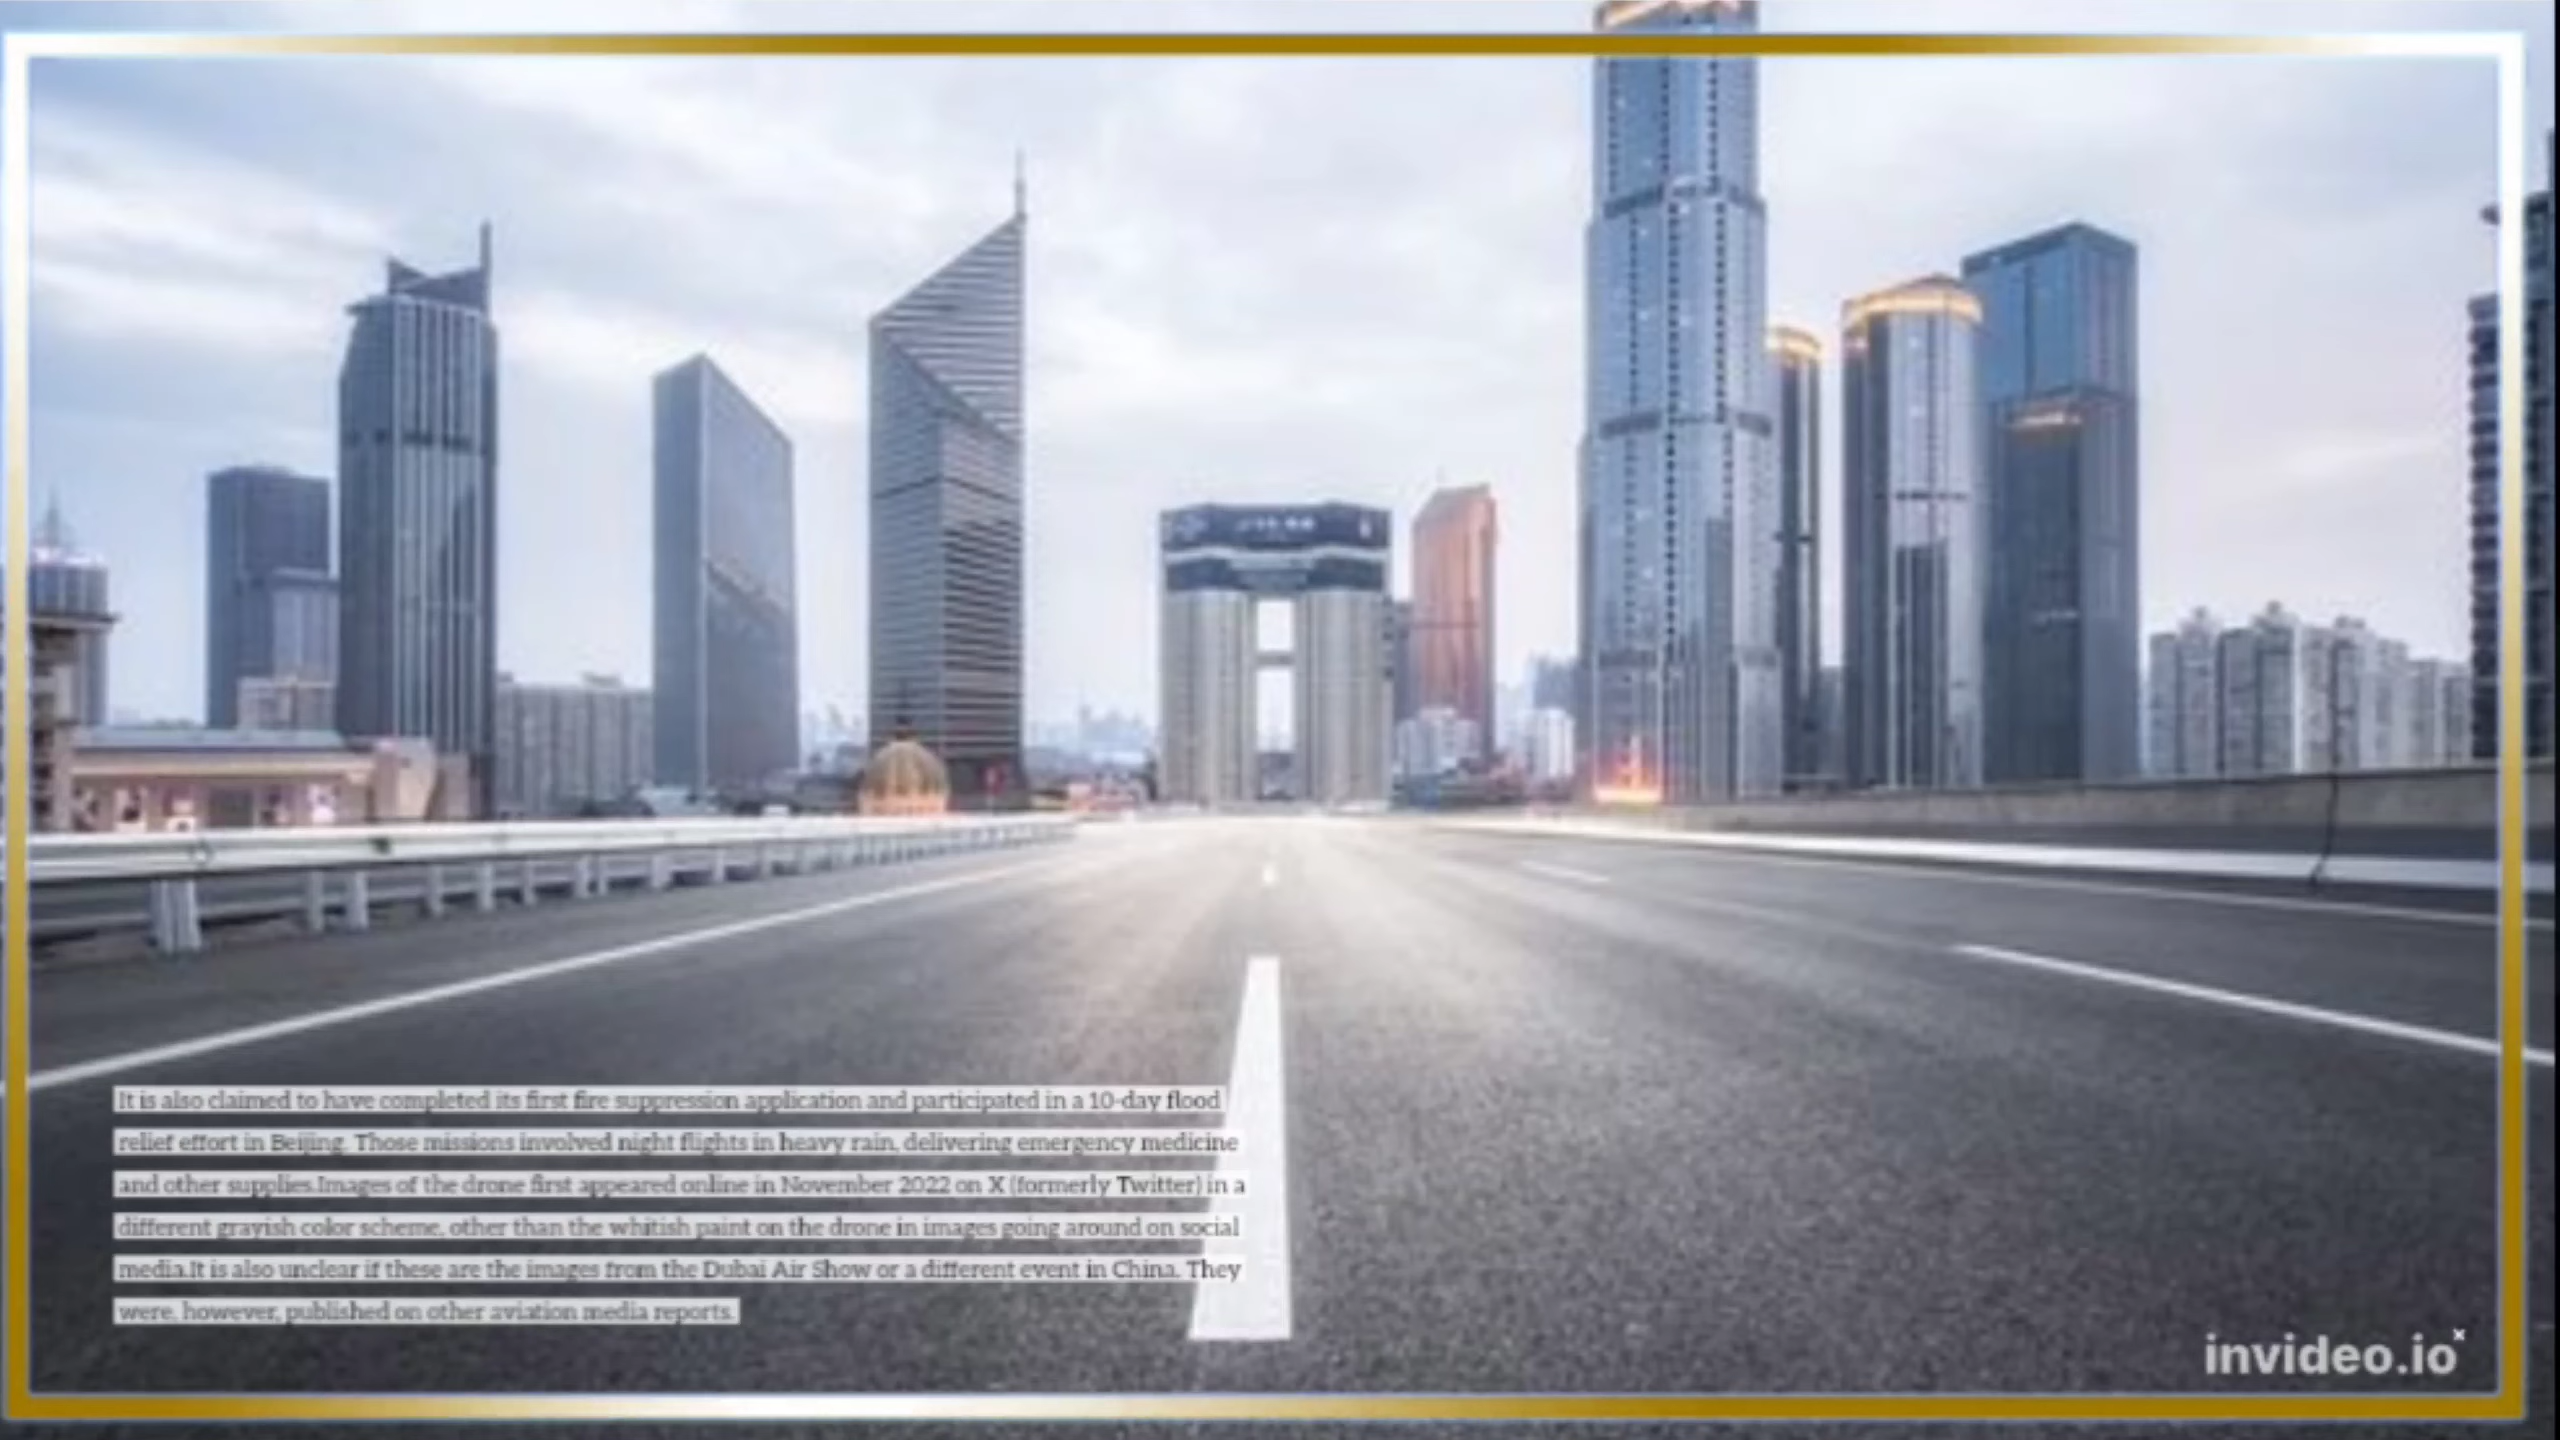 It is also claimed to have completed its first fire suppression application and participated in a 10-day flood
relief effort in Beijing. Those missions involved night flights in heavy rain, delivering emergency medicine
and other supplies.Images of the drone first appeared online in November 2022 on X (formerly Twitter) in a
different grayish color scheme, other than the whitish paint on the drone in images going around on social
media.It is also unclear if these are the images from the Dubai Air Show or a different event in China. They
were, however, published on other aviation media reports.
invideo.io